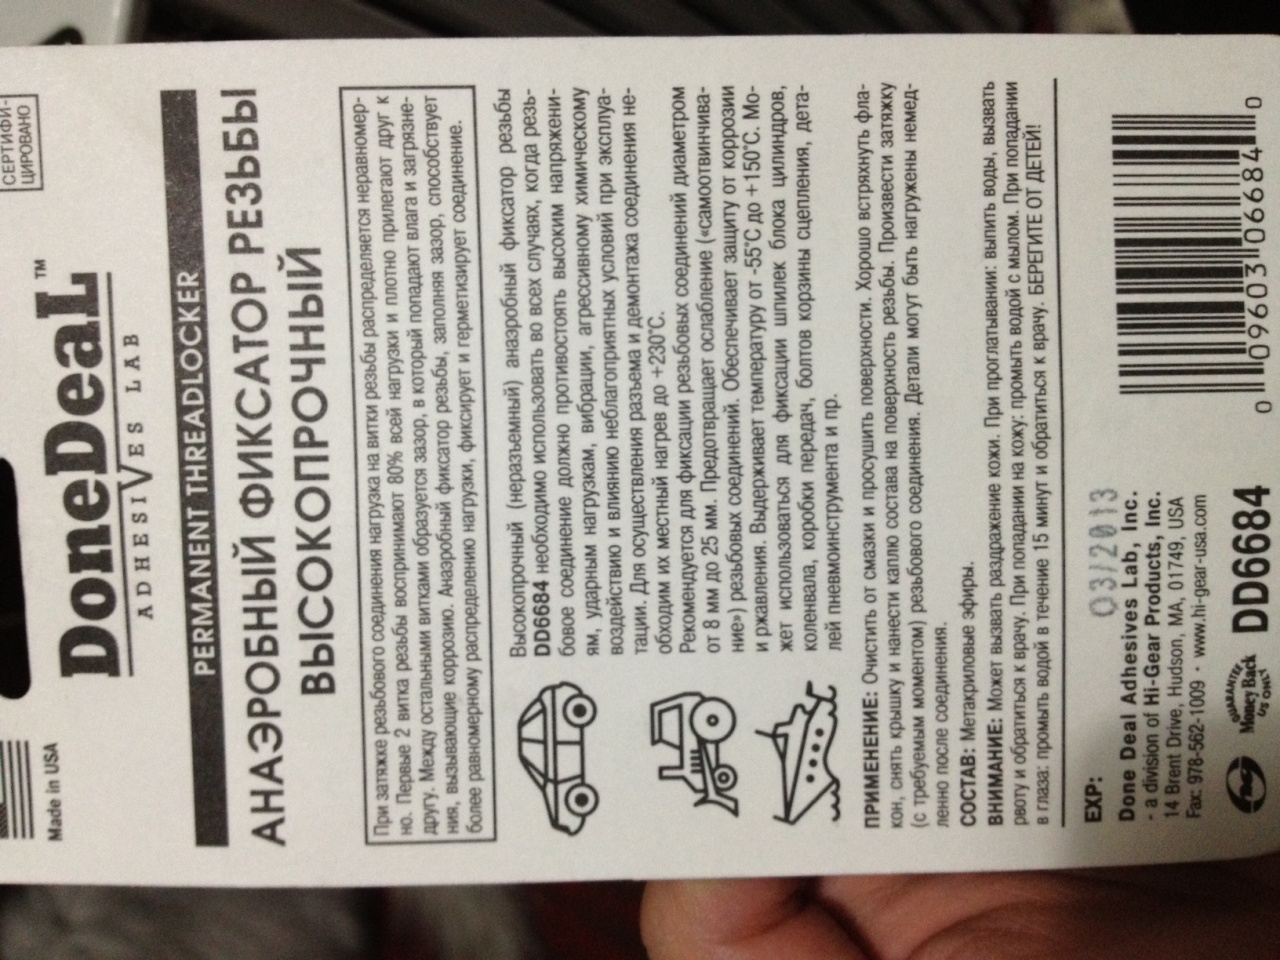 СЕРТИФИ-
ЦИРОВАНО
Made in USA
DoneDeaL™
ADHESIVES LAB
PERMANENT THREADLOCKER
АНАЭРОБНЫЙ ФИКСАТОР РЕЗЬБЫ
ВЫСОКОПРОЧНЫЙ
При затяжке резьбового соединения нагрузка на витки резьбы распределяется неравномер-
но. Первые 2 витка резьбы воспринимают 80% всей нагрузки и плотно прилегают друг к
другу. Между остальными витками образуется зазор, в который попадают влага и загрязне-
ния, вызывающие коррозию. Анаэробный фиксатор резьбы, заполняя зазор, способствует
более равномерному распределению нагрузки, фиксирует и герметизирует соединение.
Высокопрочный (неразъемный) анаэробный фиксатор резьбы
DD6684 необходимо использовать во всех случаях, когда резь-
бовое соединение должно противостоять высоким напряжени-
ям, ударным нагрузкам, вибрации, агрессивному химическому
воздействию и влиянию неблагоприятных условий при эксплуа-
тации. Для осуществления разъема и демонтажа соединения не-
обходим их местный нагрев до +230°С.
Рекомендуется для фиксации резьбовых соединений диаметром
от 8 мм до 25 мм. Предотвращает ослабление («самоотвинчива-
ние») резьбовых соединений. Обеспечивает защиту от коррозии
и ржавления. Выдерживает температуру от -55°С до +150°С. Мо-
жет использоваться для фиксации шпилек блока цилиндров,
коленвала, коробки передач, болтов корзины сцепления, дета-
лей пневмоинструмента и пр.
ПРИМЕНЕНИЕ: Очистить от смазки и просушить поверхности. Хорошо встряхнуть фла-
кон, снять крышку и нанести каплю состава на поверхность резьбы. Произвести затяжку
(с требуемым моментом) резьбового соединения. Детали могут быть нагружены немед-
ленно после соединения.
СОСТАВ: Метакриловые эфиры.
ВНИМАНИЕ: Может вызвать раздражение кожи. При проглатывании: выпить воды, вызвать
рвоту и обратиться к врачу. При попадании на кожу: промыть водой с мылом. При попадании
в глаза: промыть водой в течение 15 минут и обратиться к врачу. БЕРЕГИТЕ ОТ ДЕТЕЙ!
EXP: 03/2013
Done Deal Adhesives Lab, Inc.
- a division of Hi-Gear Products, Inc.
14 Brent Drive, Hudson, MA, 01749, USA
Fax: 978-562-1009 · www.hi-gear-usa.com
hg
GUARANTEE
Money Back
US ONLY
DD6684
0 09603 06684 0